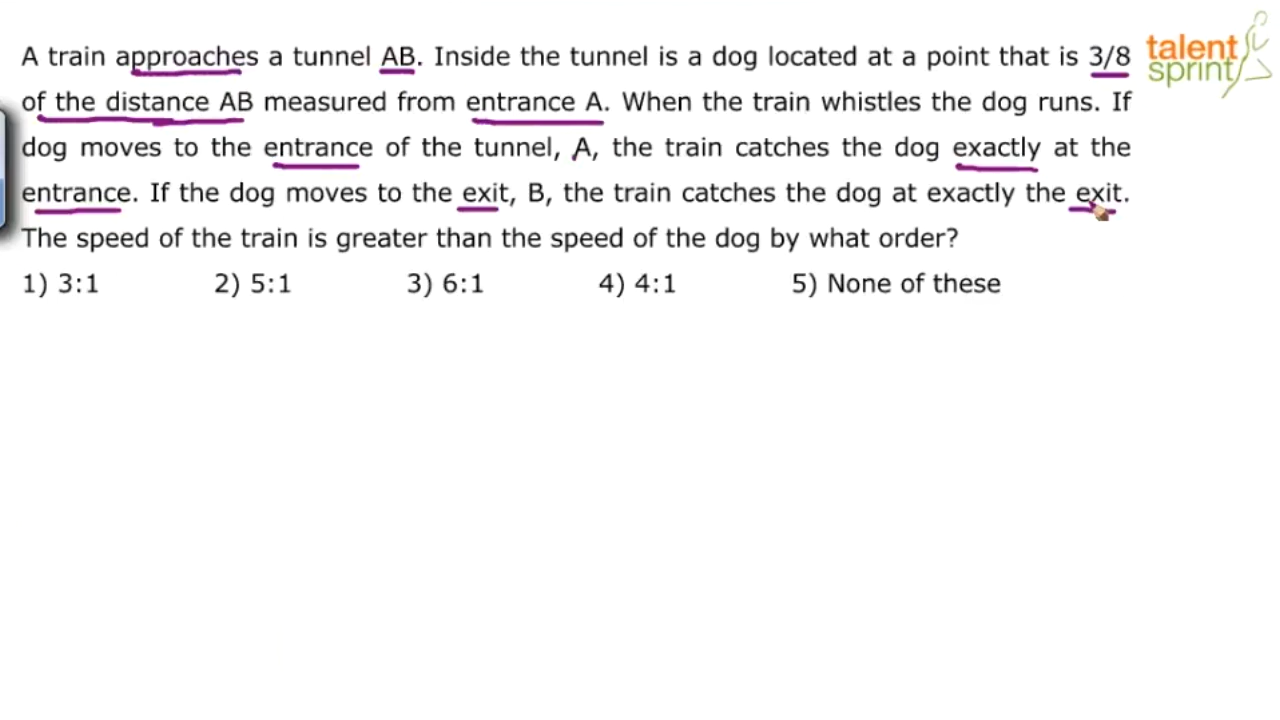 A train approaches a tunnel AB. Inside the tunnel is a dog located at a point that is 3/8
of the distance AB measured from entrance A. When the train whistles the dog runs. If
dog moves to the entrance of the tunnel, A, the train catches the dog exactly at the
entrance. If the dog moves to the exit, B, the train catches the dog at exactly the exit.
The speed of the train is greater than the speed of the dog by what order?
1) 3:1 2) 5:1 3) 6:1 4) 4:1 5) None of these
talent
sprint